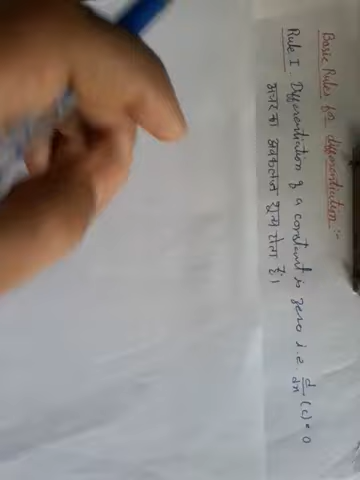 Basic Rules for differentiation :-
Rule I Differentiation of a constant is zero i.e. d/dx (c) = 0
अचर का अवकलन शून्य होता है।